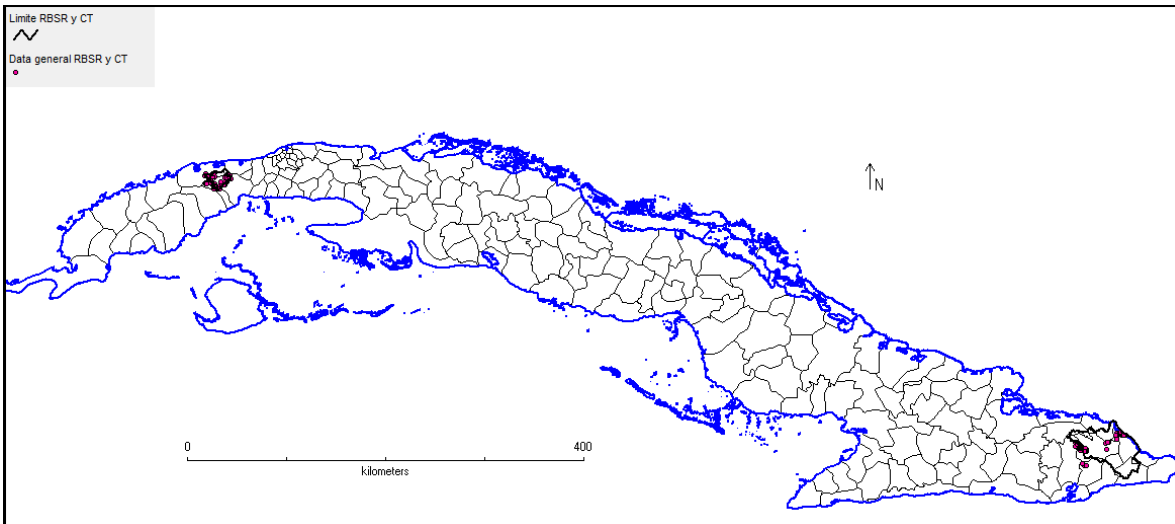 Limite RBSR y CT
Data general RBSR y CT
N
0 400
kilometers